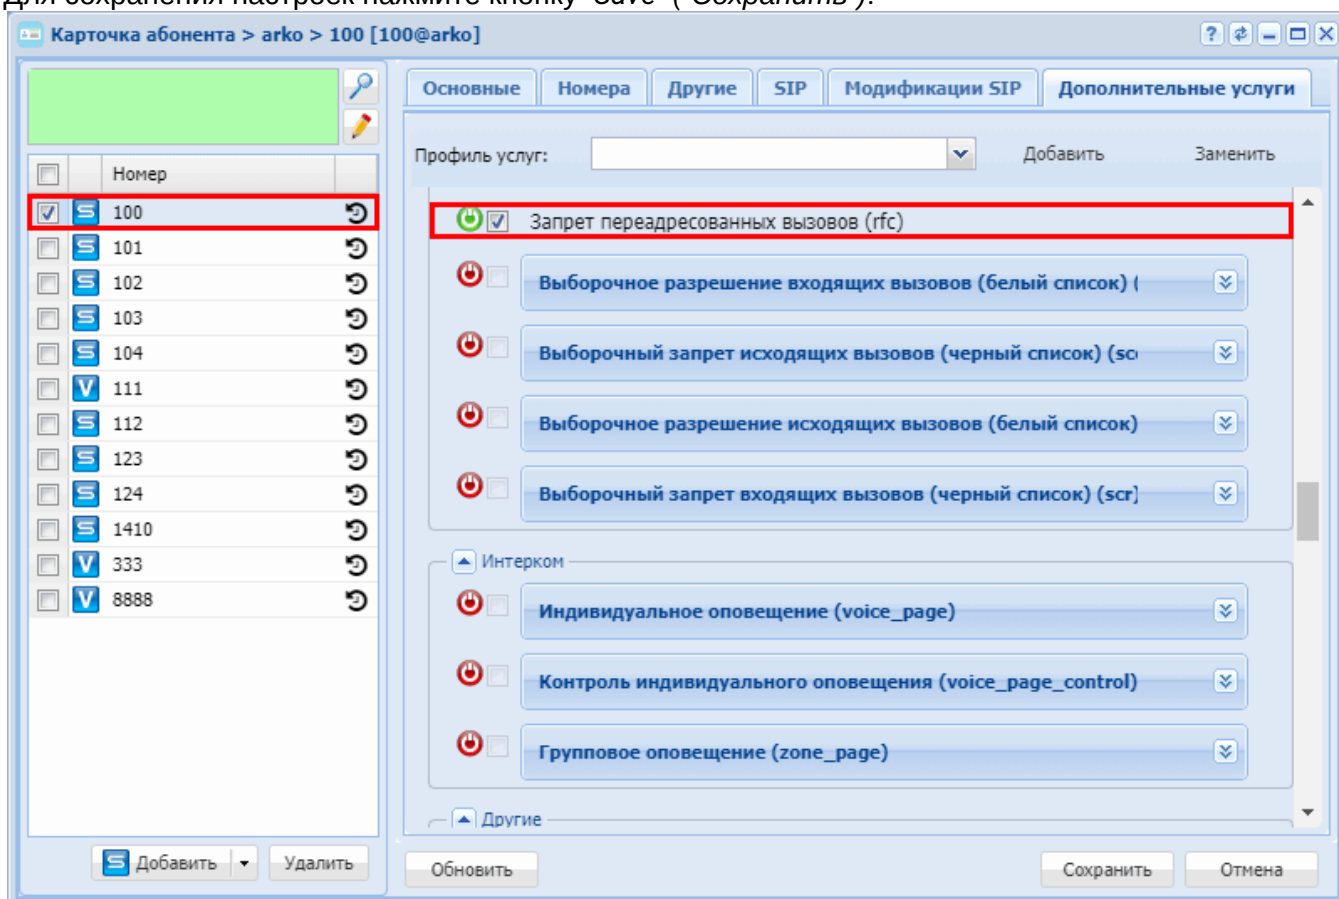 Для сохранения настроек нажмите кнопку "Save" ("Сохранить").
Карточка абонента > arko > 100 [100@arko]
Основные Номера Другие SIP Модификации SIP Дополнительные услуги
Профиль услуг: Добавить Заменить
Номер
100
101
102
103
104
111
112
123
124
1410
333
8888
Запрет переадресованных вызовов (rfc)
Выборочное разрешение входящих вызовов (белый список) (
Выборочный запрет исходящих вызовов (черный список) (sc
Выборочное разрешение исходящих вызовов (белый список)
Выборочный запрет входящих вызовов (черный список) (scr)
Интерком
Индивидуальное оповещение (voice_page)
Контроль индивидуального оповещения (voice_page_control)
Групповое оповещение (zone_page)
Другие
Добавить Удалить
Обновить Сохранить Отмена